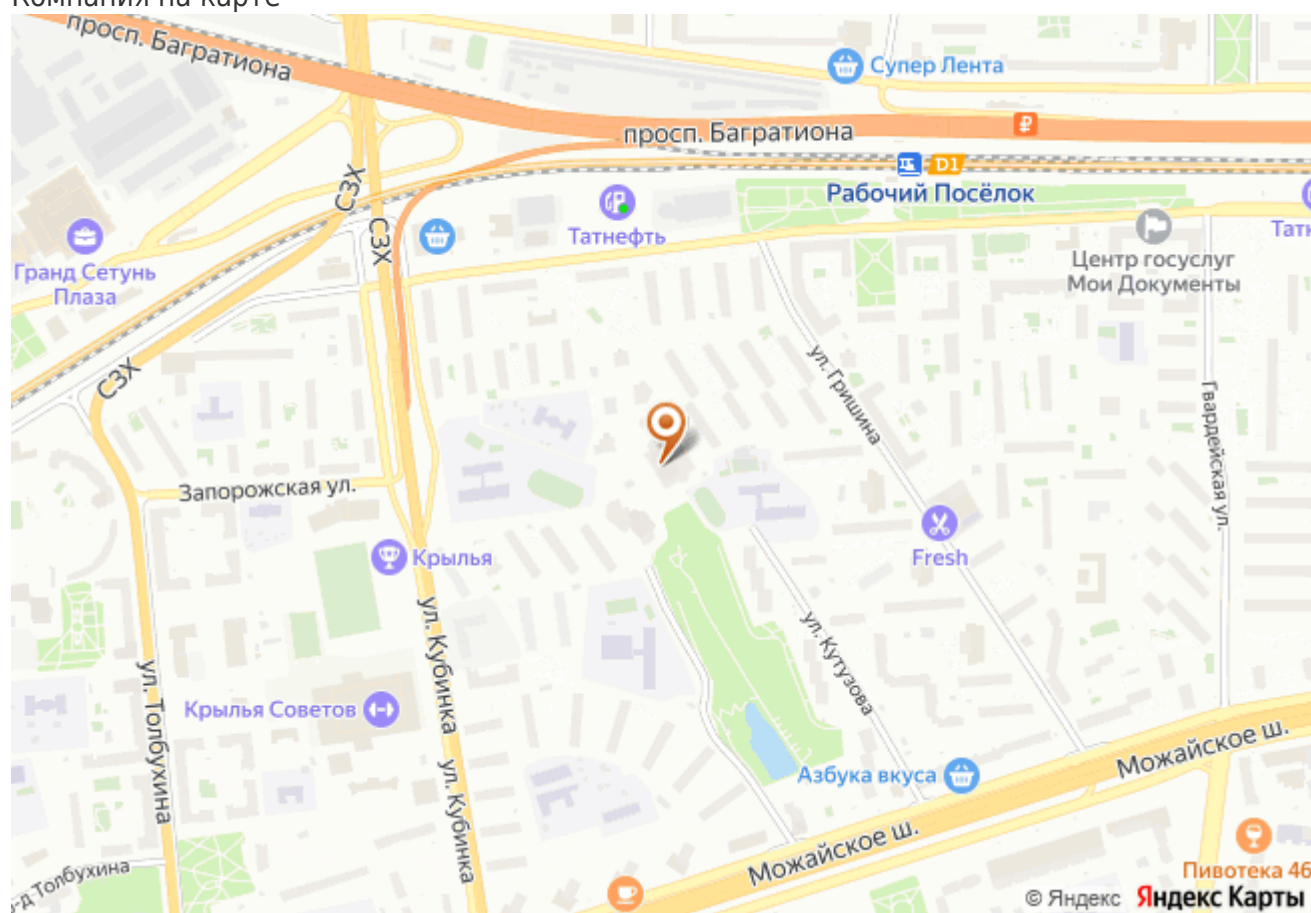 Компания на карте
просп. Багратиона
Супер Лента
просп. Багратиона
D1
Рабочий Посёлок
СЗХ
СЗХ
Татнефть
Центр госуслуг
Мои Документы
Гранд Сетунь
Плаза
СЗХ
ул. Гришина
Гвардейская ул.
Запорожская ул.
Крылья
Fresh
ул. Кубинка
ул. Кутузова
ул. Толбухина
Крылья Советов
Можайское ш.
Азбука вкуса
ул. Кубинка
Можайское ш.
Толбухина
Пивотека 46
© Яндекс Яндекс Карты